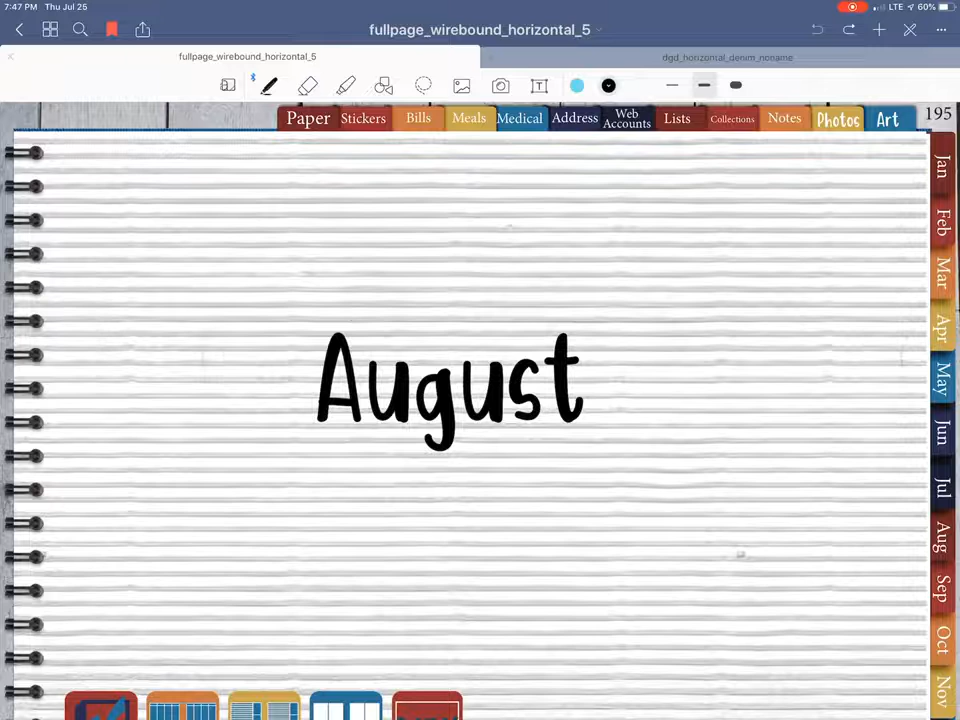 7:47 PM Thu Jul 25 LTE 60%
fullpage_wirebound_horizontal_5
fullpage_wirebound_horizontal_5 dgd_horizontal_denim_noname
Paper Stickers Bills Meals Medical Address Web Accounts Lists Collections Notes Photos Art 195
Jan
Feb
Mar
Apr
May
Jun
Jul
Aug
Sep
Oct
Nov
August